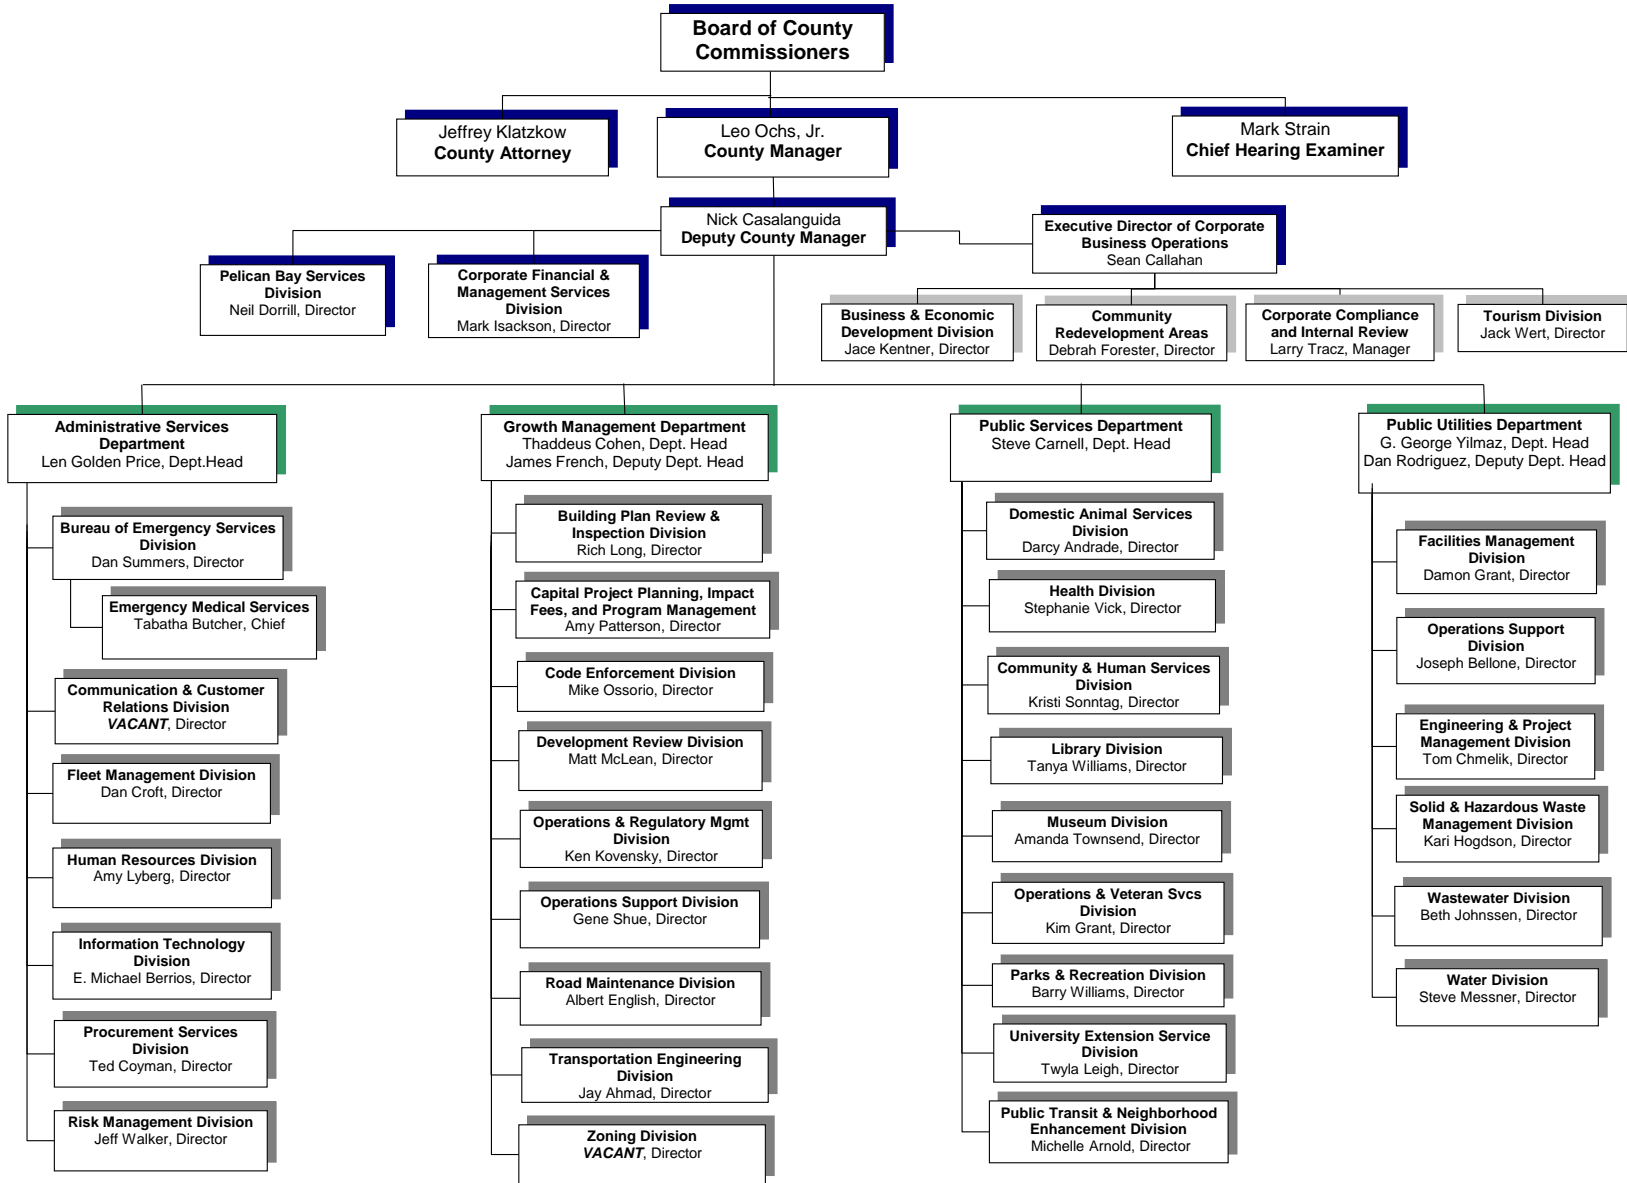 Board of County
Commissioners
Jeffrey Klatzkow
County Attorney
Leo Ochs, Jr.
County Manager
Mark Strain
Chief Hearing Examiner
Nick Casalanguida
Deputy County Manager
Executive Director of Corporate
Business Operations
Sean Callahan
Pelican Bay Services
Division
Neil Dorrill, Director
Corporate Financial &
Management Services
Division
Mark Isackson, Director
Business & Economic
Development Division
Jace Kentner, Director
Community
Redevelopment Areas
Debrah Forester, Director
Corporate Compliance
and Internal Review
Larry Tracz, Manager
Tourism Division
Jack Wert, Director
Administrative Services
Department
Len Golden Price, Dept.Head
Bureau of Emergency Services
Division
Dan Summers, Director
Emergency Medical Services
Tabatha Butcher, Chief
Communication & Customer
Relations Division
VACANT, Director
Fleet Management Division
Dan Croft, Director
Human Resources Division
Amy Lyberg, Director
Information Technology
Division
E. Michael Berrios, Director
Procurement Services
Division
Ted Coyman, Director
Risk Management Division
Jeff Walker, Director
Growth Management Department
Thaddeus Cohen, Dept. Head
James French, Deputy Dept. Head
Building Plan Review &
Inspection Division
Rich Long, Director
Capital Project Planning, Impact
Fees, and Program Management
Amy Patterson, Director
Code Enforcement Division
Mike Ossorio, Director
Development Review Division
Matt McLean, Director
Operations & Regulatory Mgmt
Division
Ken Kovensky, Director
Operations Support Division
Gene Shue, Director
Road Maintenance Division
Albert English, Director
Transportation Engineering
Division
Jay Ahmad, Director
Zoning Division
VACANT, Director
Public Services Department
Steve Carnell, Dept. Head
Domestic Animal Services
Division
Darcy Andrade, Director
Health Division
Stephanie Vick, Director
Community & Human Services
Division
Kristi Sonntag, Director
Library Division
Tanya Williams, Director
Museum Division
Amanda Townsend, Director
Operations & Veteran Svcs
Division
Kim Grant, Director
Parks & Recreation Division
Barry Williams, Director
University Extension Service
Division
Twyla Leigh, Director
Public Transit & Neighborhood
Enhancement Division
Michelle Arnold, Director
Public Utilities Department
G. George Yilmaz, Dept. Head
Dan Rodriguez, Deputy Dept. Head
Facilities Management
Division
Damon Grant, Director
Operations Support
Division
Joseph Bellone, Director
Engineering & Project
Management Division
Tom Chmelik, Director
Solid & Hazardous Waste
Management Division
Kari Hogdson, Director
Wastewater Division
Beth Johnssen, Director
Water Division
Steve Messner, Director